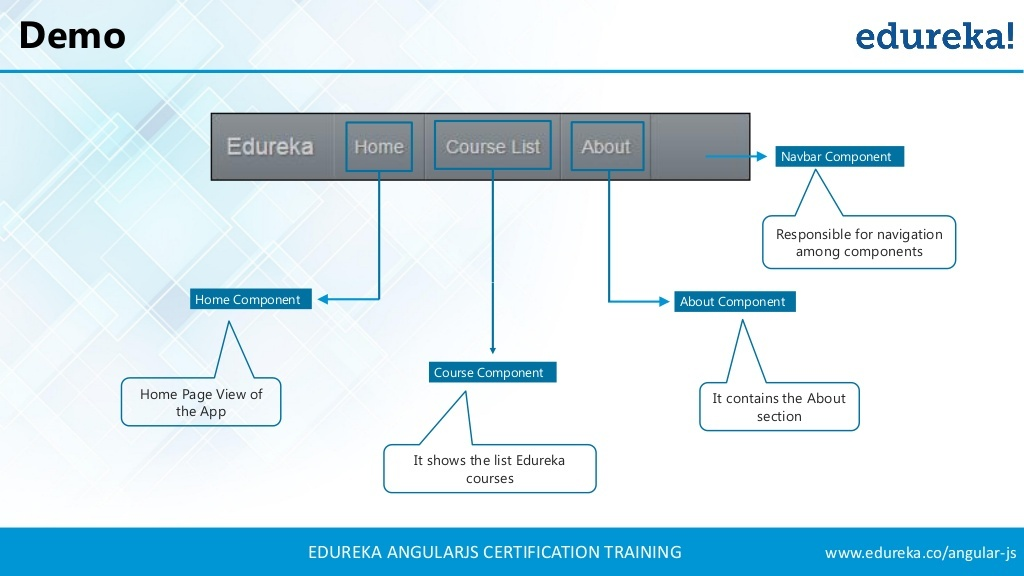 Demo
edureka!
Edureka
Home
Course List
About
Navbar Component
Responsible for navigation
among components
Home Component
About Component
Course Component
Home Page View of
the App
It contains the About
section
It shows the list Edureka
courses
EDUREKA ANGULARJS CERTIFICATION TRAINING
www.edureka.co/angular-js